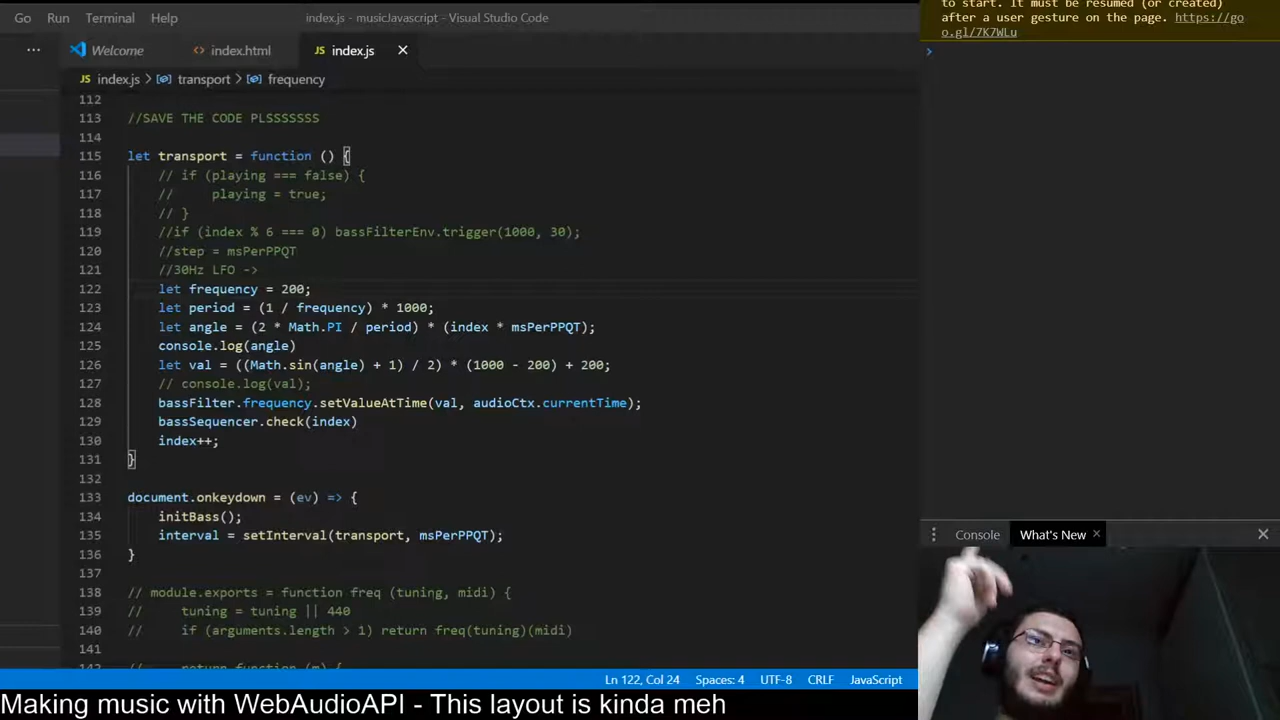 Go Run Terminal Help index.js - musicJavascript - Visual Studio Code
··· Welcome <> index.html JS index.js ×
JS index.js > transport > frequency
112
113 //SAVE THE CODE PLSSSSSSS
114
115 let transport = function () {
116 // if (playing === false) {
117 // playing = true;
118 // }
119 //if (index % 6 === 0) bassFilterEnv.trigger(1000, 30);
120 //step = msPerPPQT
121 //30Hz LFO ->
122 let frequency = 200;
123 let period = (1 / frequency) * 1000;
124 let angle = (2 * Math.PI / period) * (index * msPerPPQT);
125 console.log(angle)
126 let val = ((Math.sin(angle) + 1) / 2) * (1000 - 200) + 200;
127 // console.log(val);
128 bassFilter.frequency.setValueAtTime(val, audioCtx.currentTime);
129 bassSequencer.check(index)
130 index++;
131 }
132
133 document.onkeydown = (ev) => {
134 initBass();
135 interval = setInterval(transport, msPerPPQT);
136 }
137
138 // module.exports = function freq (tuning, midi) {
139 // tuning = tuning || 440
140 // if (arguments.length > 1) return freq(tuning)(midi)
141
142 // return function (m) {
Ln 122, Col 24 Spaces: 4 UTF-8 CRLF JavaScript
to start. It must be resumed (or created)
after a user gesture on the page. https://go
o.gl/7K7WLu
>
Console What's New × ×
Making music with WebAudioAPI - This layout is kinda meh